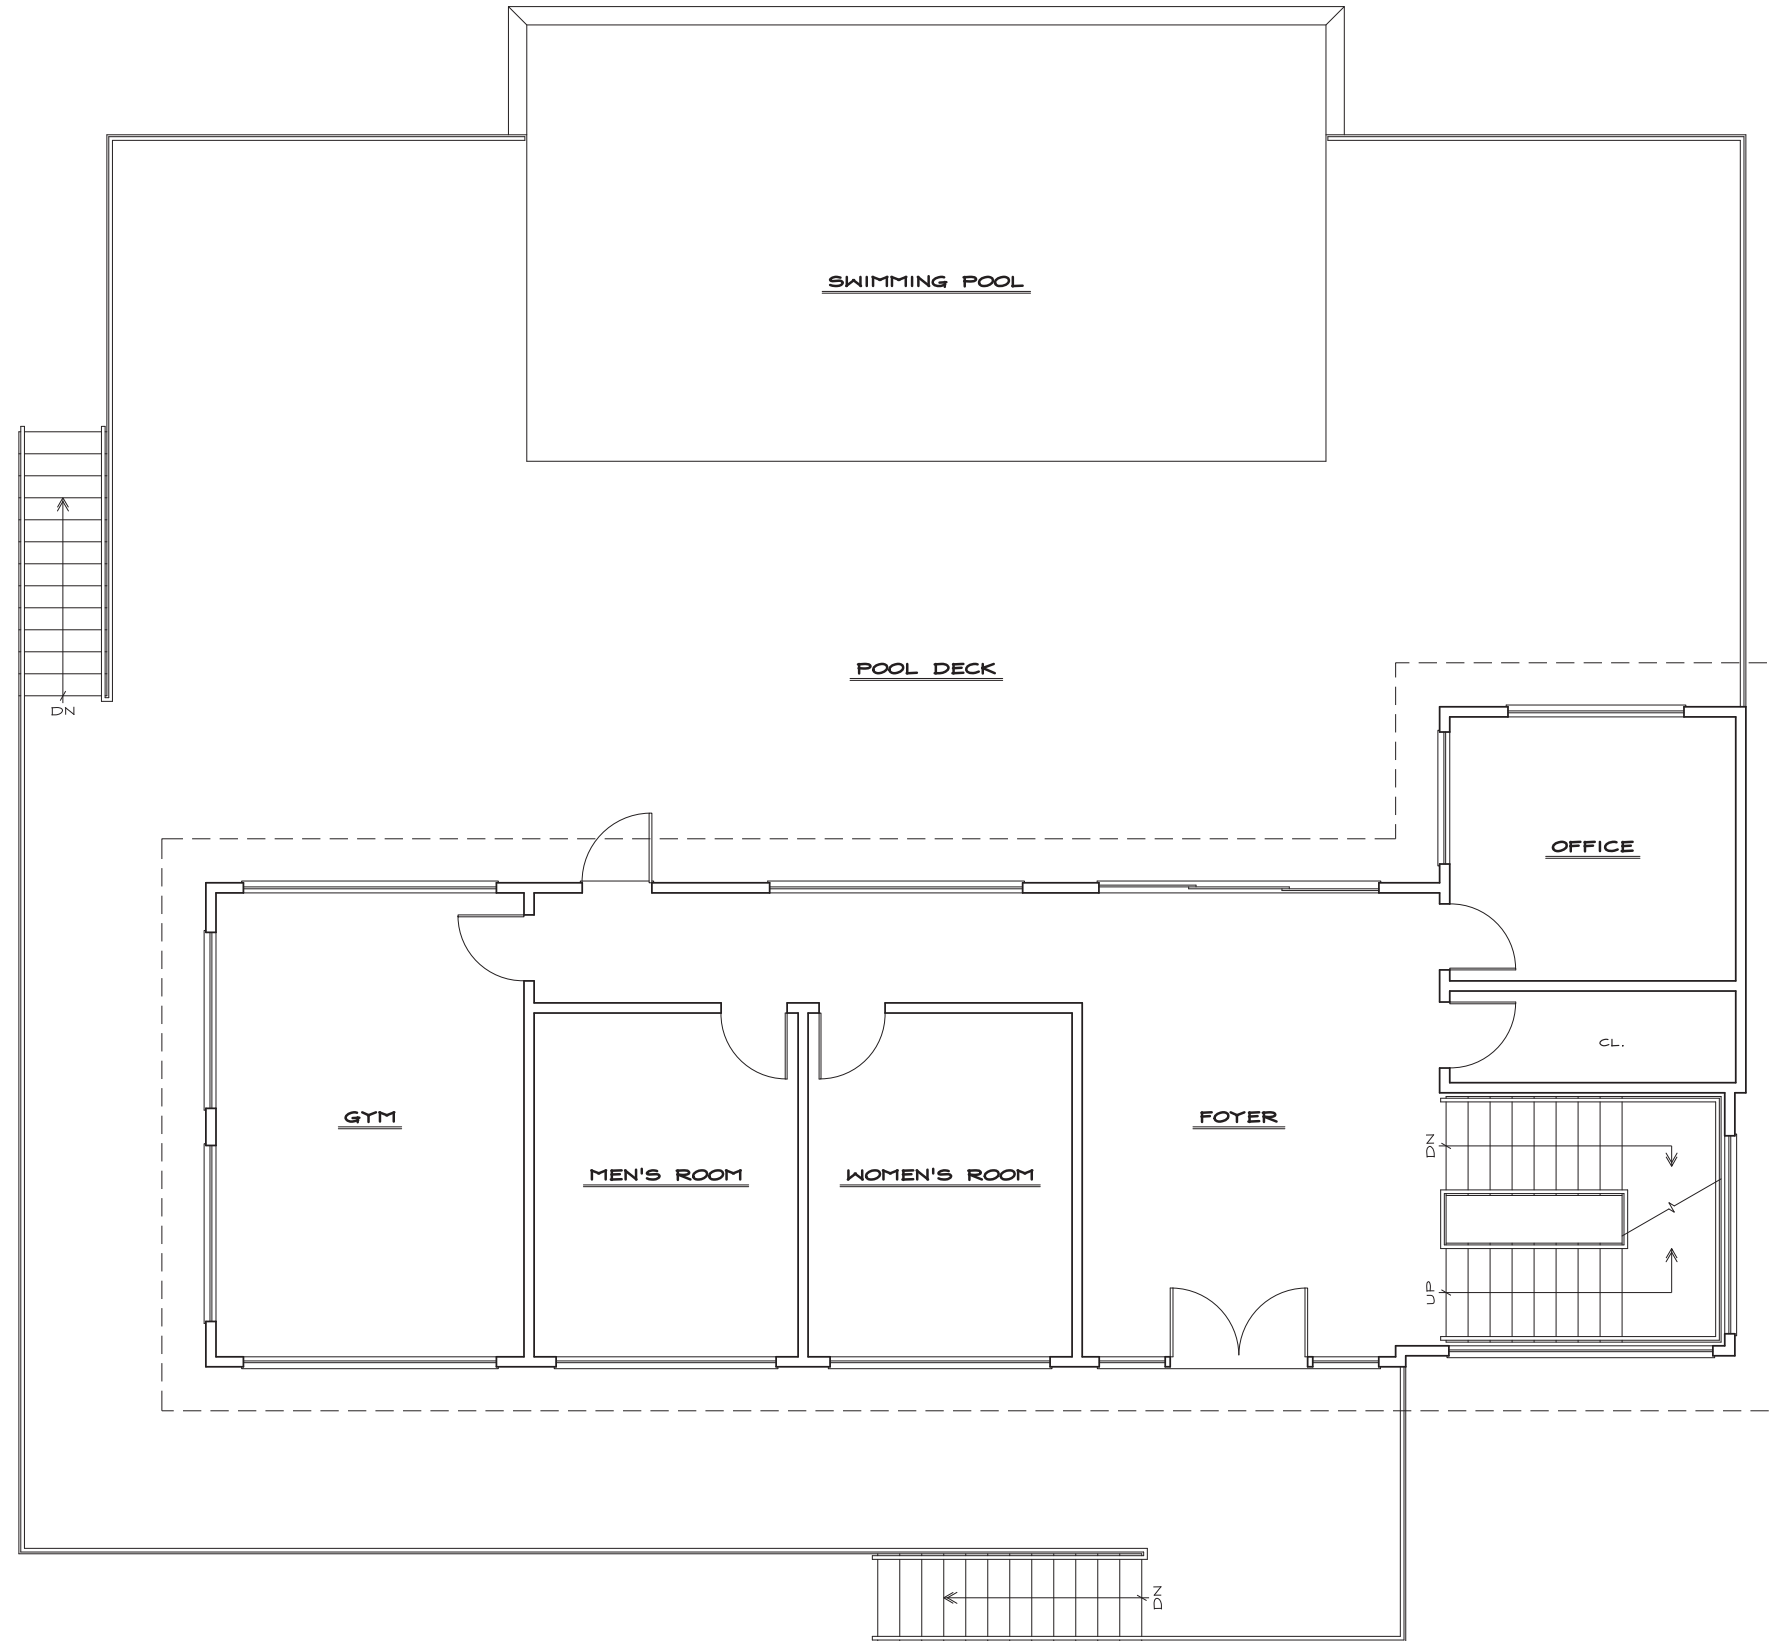 SWIMMING POOL
POOL DECK
DN
OFFICE
CL.
GYM
FOYER
MEN'S ROOM
WOMEN'S ROOM
DN
UP
DN